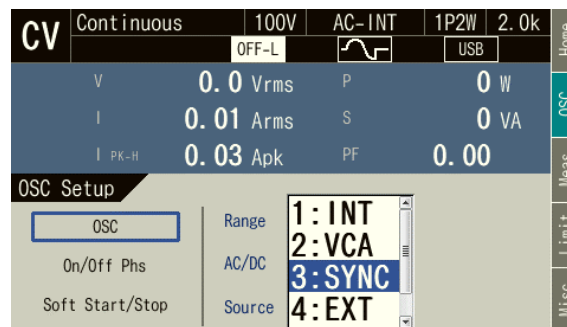 CV Continuous 100V AC-INT 1P2W 2.0k
OFF-L USB
V 0.0 Vrms P 0 W
I 0.01 Arms S 0 VA
I PK-H 0.03 Apk PF 0.00
OSC Setup
OSC
On/Off Phs
Soft Start/Stop
Range
AC/DC
Source
1:INT
2:VCA
3:SYNC
4:EXT
Home
OSC
Meas
Limit
Misc